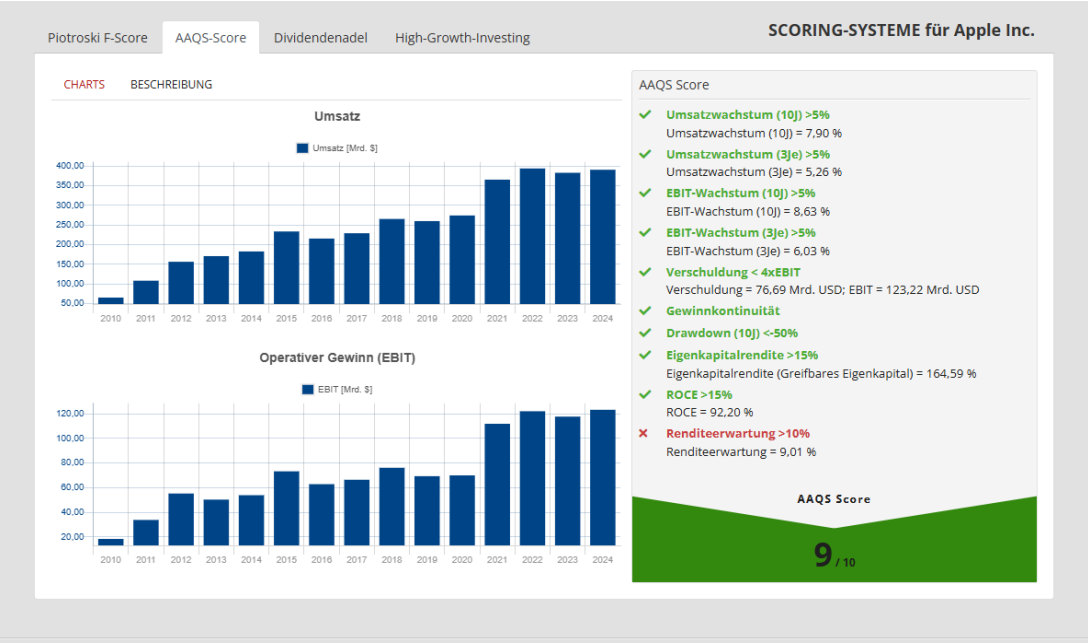 Piotroski F-Score
AAQS-Score
Dividendenadel
High-Growth-Investing
SCORING-SYSTEME für Apple Inc.
CHARTS
BESCHREIBUNG
Umsatz
Umsatz [Mrd. $]
400,00
350,00
300,00
250,00
200,00
150,00
100,00
50,00
2010 2011 2012 2013 2014 2015 2016 2017 2018 2019 2020 2021 2022 2023 2024
Operativer Gewinn (EBIT)
EBIT [Mrd. $]
120,00
100,00
80,00
60,00
40,00
20,00
2010 2011 2012 2013 2014 2015 2016 2017 2018 2019 2020 2021 2022 2023 2024
AAQS Score
Umsatzwachstum (10J) >5%
Umsatzwachstum (10J) = 7,90 %
Umsatzwachstum (3Je) >5%
Umsatzwachstum (3Je) = 5,26 %
EBIT-Wachstum (10J) >5%
EBIT-Wachstum (10J) = 8,63 %
EBIT-Wachstum (3Je) >5%
EBIT-Wachstum (3Je) = 6,03 %
Verschuldung < 4xEBIT
Verschuldung = 76,69 Mrd. USD; EBIT = 123,22 Mrd. USD
Gewinnkontinuität
Drawdown (10J) <-50%
Eigenkapitalrendite >15%
Eigenkapitalrendite (Greifbares Eigenkapital) = 164,59 %
ROCE >15%
ROCE = 92,20 %
Renditeerwartung >10%
Renditeerwartung = 9,01 %
AAQS Score
9 / 10